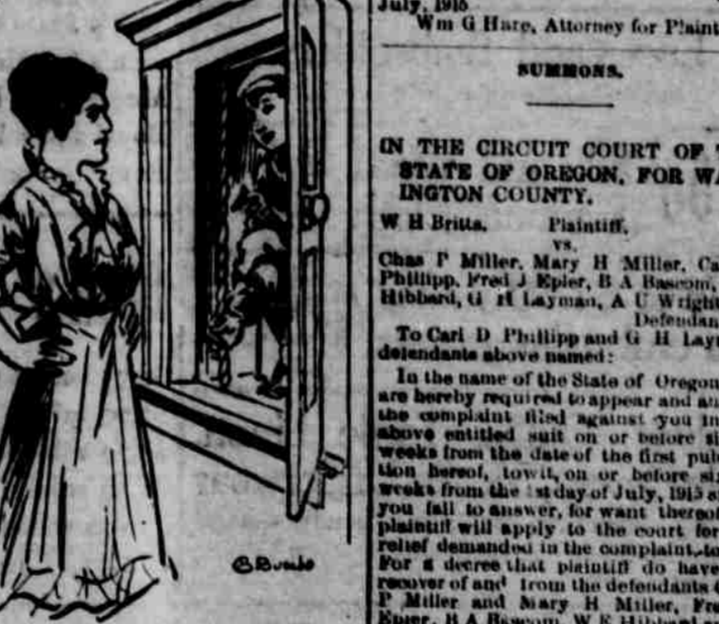 July, 1915
Wm G Hare, Attorney for Plaint
SUMMONS.
IN THE CIRCUIT COURT OF
STATE OF OREGON, FOR WA
INGTON COUNTY.
W H Britts, Plaintiff,
vs.
Chas P Miller, Mary H Miller, Ca
Phillipp, Fred J Epler, B A Bascom,
Hibbard, G H Layman, A U Wright
Defendan
To Carl D Phillipp and G H Lay
defendants above named:
In the name of the State of Oregon
are hereby required to appear and an
the complaint filed against you in
above entitled suit on or before si
weeks from the date of the first pub
tion hereof, towit, on or before si
weeks from the 1st day of July, 1915 a
you fail to answer, for want thereof
plaintiff will apply to the court for
relief demanded in the complaint, to
For a decree that plaintiff do have
recover of and from the defendants
P Miller and Mary H Miller, Fre
Epler, B A Bascom, W E Hibbard